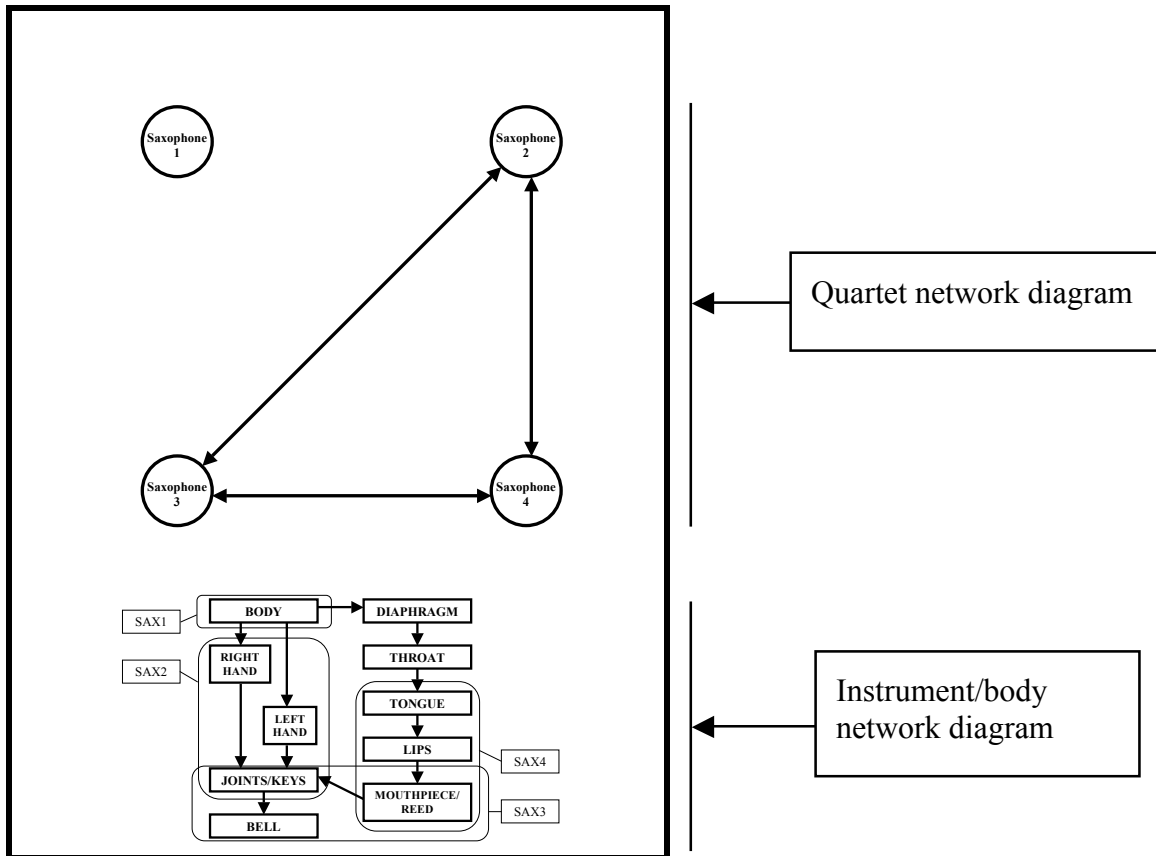 Saxophone
1
Saxophone
2
Quartet network diagram
Saxophone
3
Saxophone
4
SAX1
BODY
DIAPHRAGM
SAX2
RIGHT
HAND
THROAT
TONGUE
LEFT
HAND
LIPS
SAX4
JOINTS/KEYS
MOUTHPIECE/
REED
SAX3
BELL
Instrument/body
network diagram